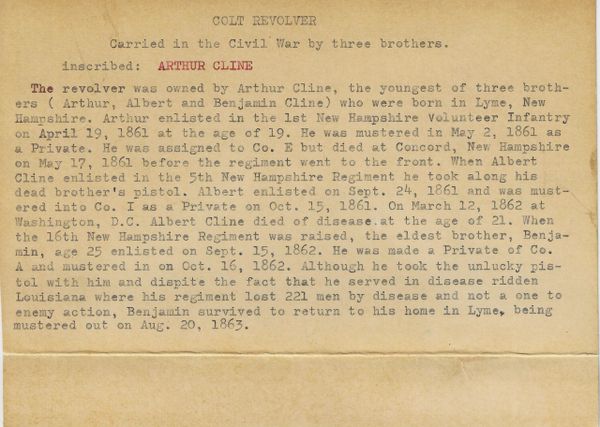 COLT REVOLVER
Carried in the Civil War by three brothers.
inscribed: ARTHUR CLINE
The revolver was owned by Arthur Cline, the youngest of three broth-
ers ( Arthur, Albert and Benjamin Cline) who were born in Lyme, New
Hampshire. Arthur enlisted in the 1st New Hampshire Volunteer Infantry
on April 19, 1861 at the age of 19. He was mustered in May 2, 1861 as
a Private. He was assigned to Co. E but died at Concord, New Hampshire
on May 17, 1861 before the regiment went to the front. When Albert
Cline enlisted in the 5th New Hampshire Regiment he took along his
dead brother's pistol. Albert enlisted on Sept. 24, 1861 and was must-
ered into Co. I as a Private on Oct. 15, 1861. On March 12, 1862 at
Washington, D.C. Albert Cline died of disease.at the age of 21. When
the 16th New Hampshire Regiment was raised, the eldest brother, Benja-
min, age 25 enlisted on Sept. 15, 1862. He was made a Private of Co.
A and mustered in on Oct. 16, 1862. Although he took the unlucky pis-
tol with him and dispite the fact that he served in disease ridden
Louisiana where his regiment lost 221 men by disease and not a one to
enemy action, Benjamin survived to return to his home in Lyme, being
mustered out on Aug. 20, 1863.